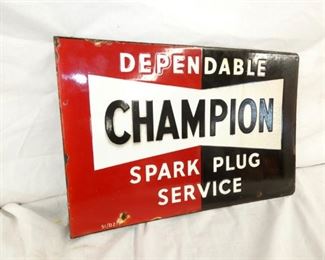 DEPENDABLE
CHAMPION
SPARK PLUG
SERVICE